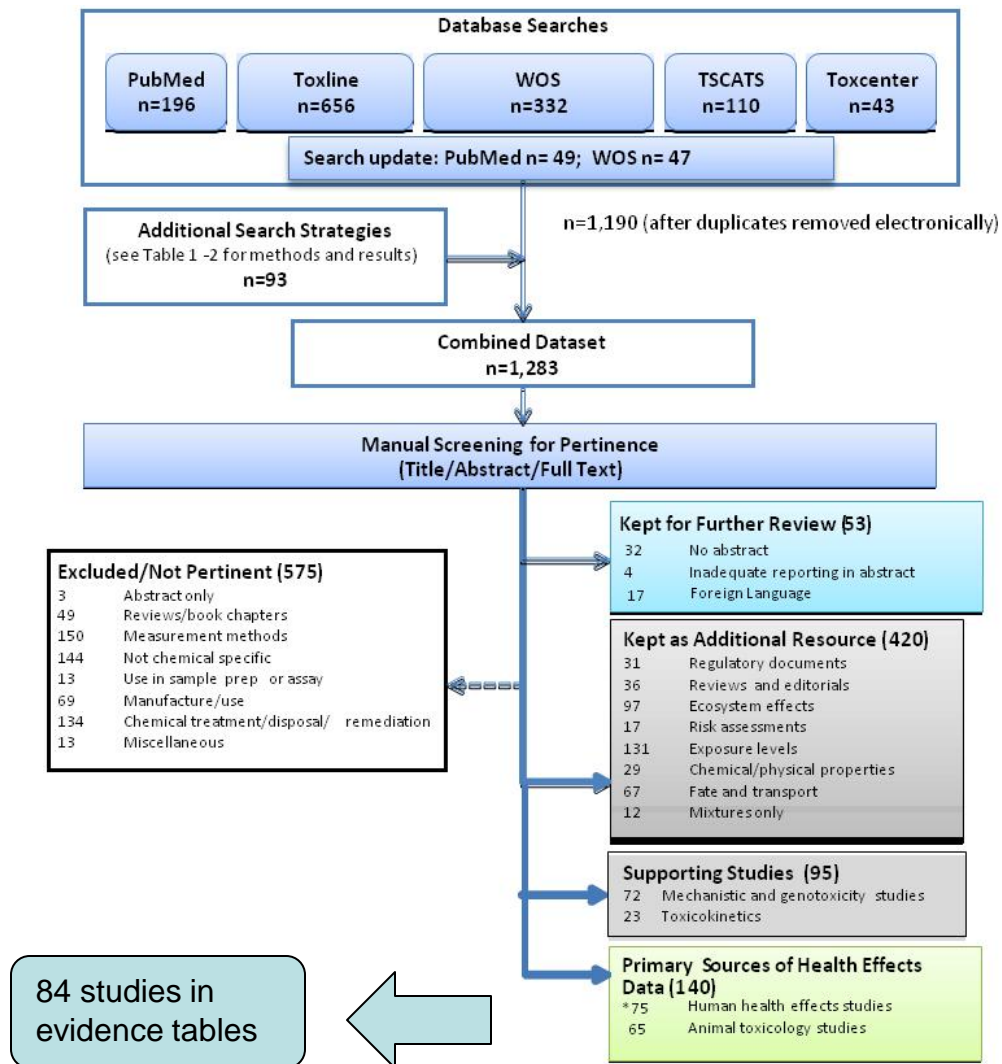 Database Searches
PubMed
n=196
Toxline
n=656
WOS
n=332
TSCATS
n=110
Toxcenter
n=43
Search update: PubMed n= 49; WOS n= 47
n=1,190 (after duplicates removed electronically)
Additional Search Strategies
(see Table 1 -2 for methods and results)
n=93
Combined Dataset
n=1,283
Manual Screening for Pertinence
(Title/Abstract/Full Text)
Kept for Further Review (53)
32 No abstract
4 Inadequate reporting in abstract
17 Foreign Language
Excluded/Not Pertinent (575)
3 Abstract only
49 Reviews/book chapters
150 Measurement methods
144 Not chemical specific
13 Use in sample prep or assay
69 Manufacture/use
134 Chemical treatment/disposal/ remediation
13 Miscellaneous
Kept as Additional Resource (420)
31 Regulatory documents
36 Reviews and editorials
97 Ecosystem effects
17 Risk assessments
131 Exposure levels
29 Chemical/physical properties
67 Fate and transport
12 Mixtures only
Supporting Studies (95)
72 Mechanistic and genotoxicity studies
23 Toxicokinetics
Primary Sources of Health Effects
Data (140)
*75 Human health effects studies
65 Animal toxicology studies
84 studies in
evidence tables